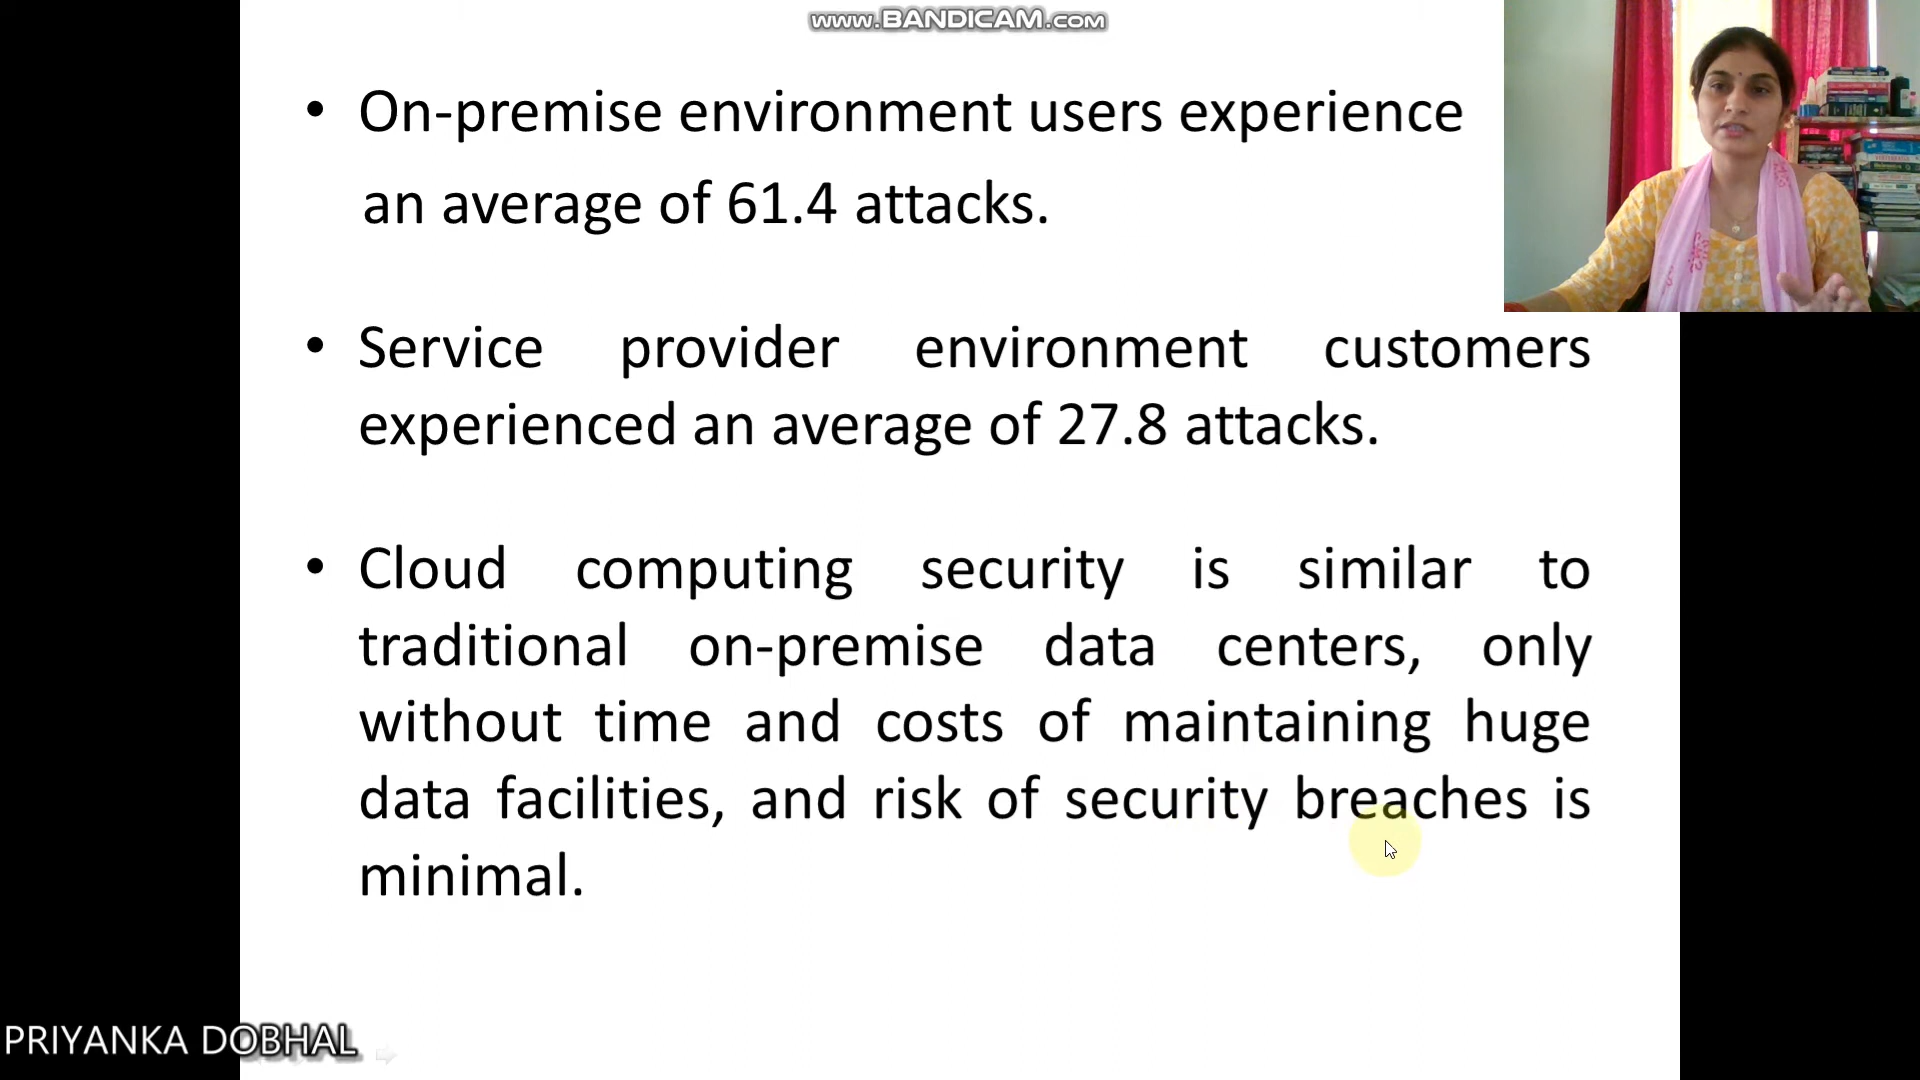 www.BANDICAM.com
• On-premise environment users experience
an average of 61.4 attacks.
• Service provider environment customers
experienced an average of 27.8 attacks.
• Cloud computing security is similar to
traditional on-premise data centers, only
without time and costs of maintaining huge
data facilities, and risk of security breaches is
minimal.
PRIYANKA DOBHAL